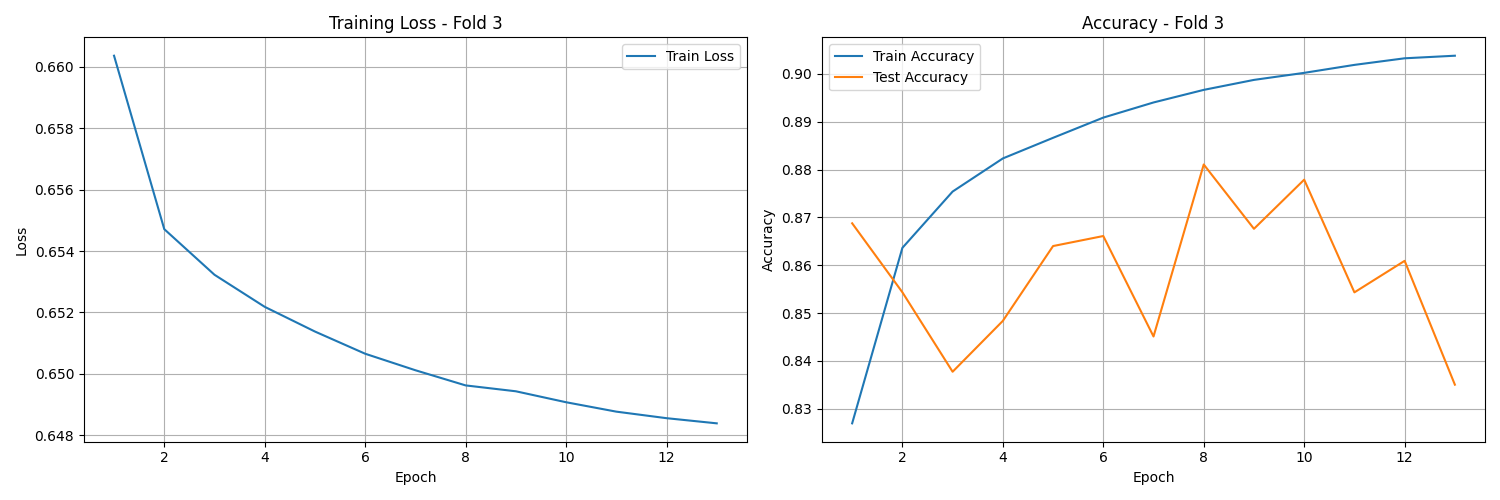 Training Loss - Fold 3
Train Loss
0.660
0.658
0.656
0.654
0.652
0.650
0.648
Loss
2 4 6 8 10 12
Epoch
Accuracy - Fold 3
Train Accuracy
Test Accuracy
0.90
0.89
0.88
0.87
0.86
0.85
0.84
0.83
Accuracy
2 4 6 8 10 12
Epoch